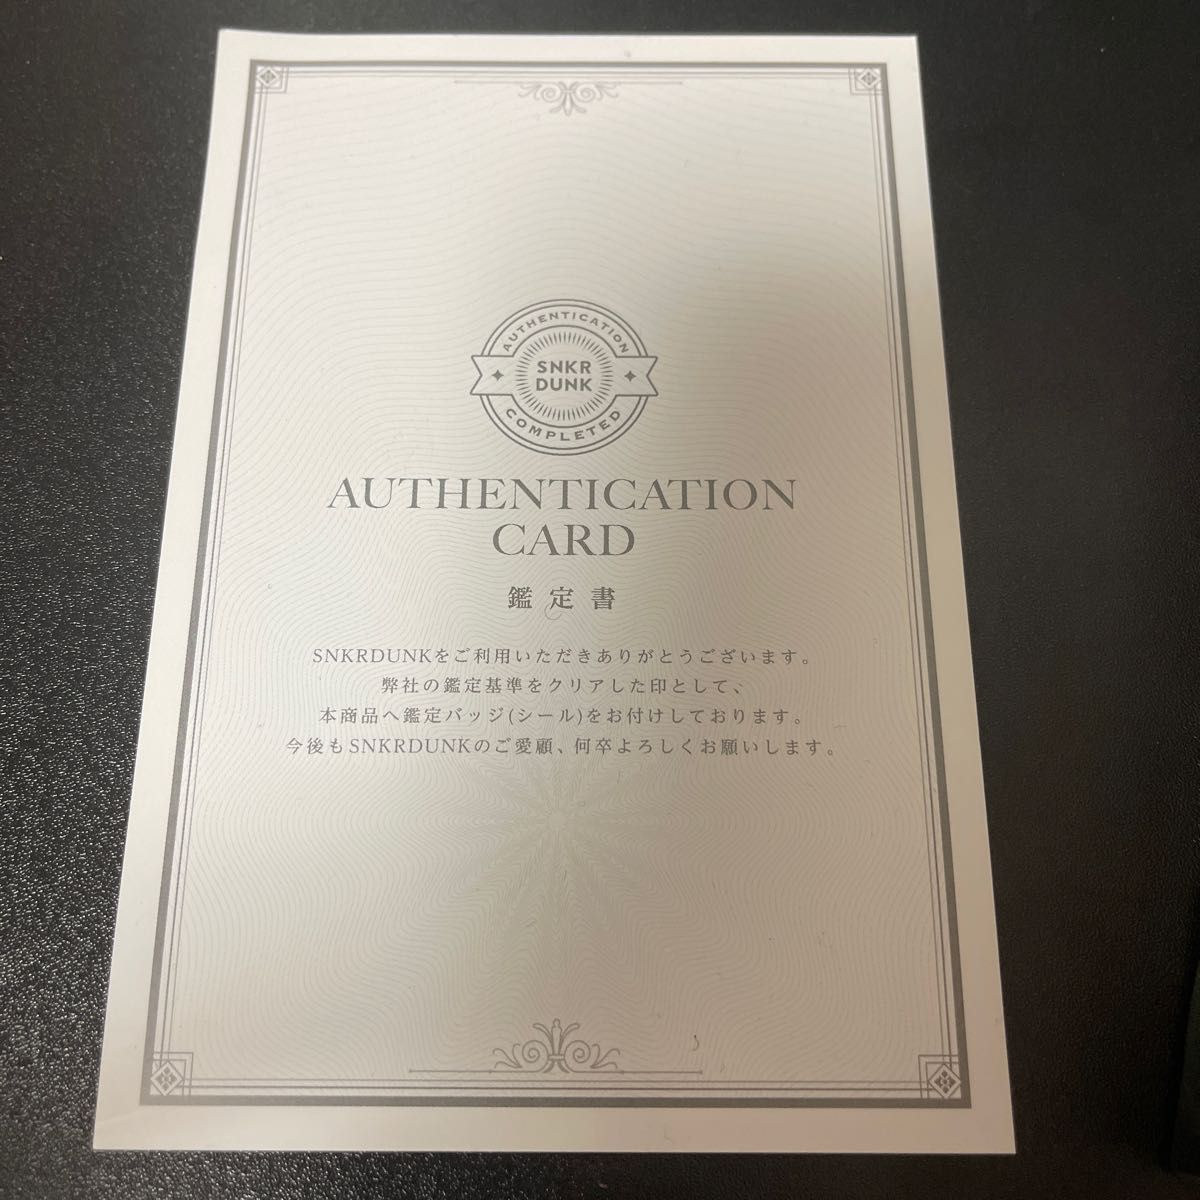 AUTHENTICATION
SNKR
DUNK
COMPLETED
AUTHENTICATION
CARD
鑑定書
SNKRDUNKをご利用いただきありがとうございます。
弊社の鑑定基準をクリアした印として、
本商品へ鑑定バッジ(シール)をお付けしております。
今後もSNKRDUNKのご愛顧、何卒よろしくお願いします。